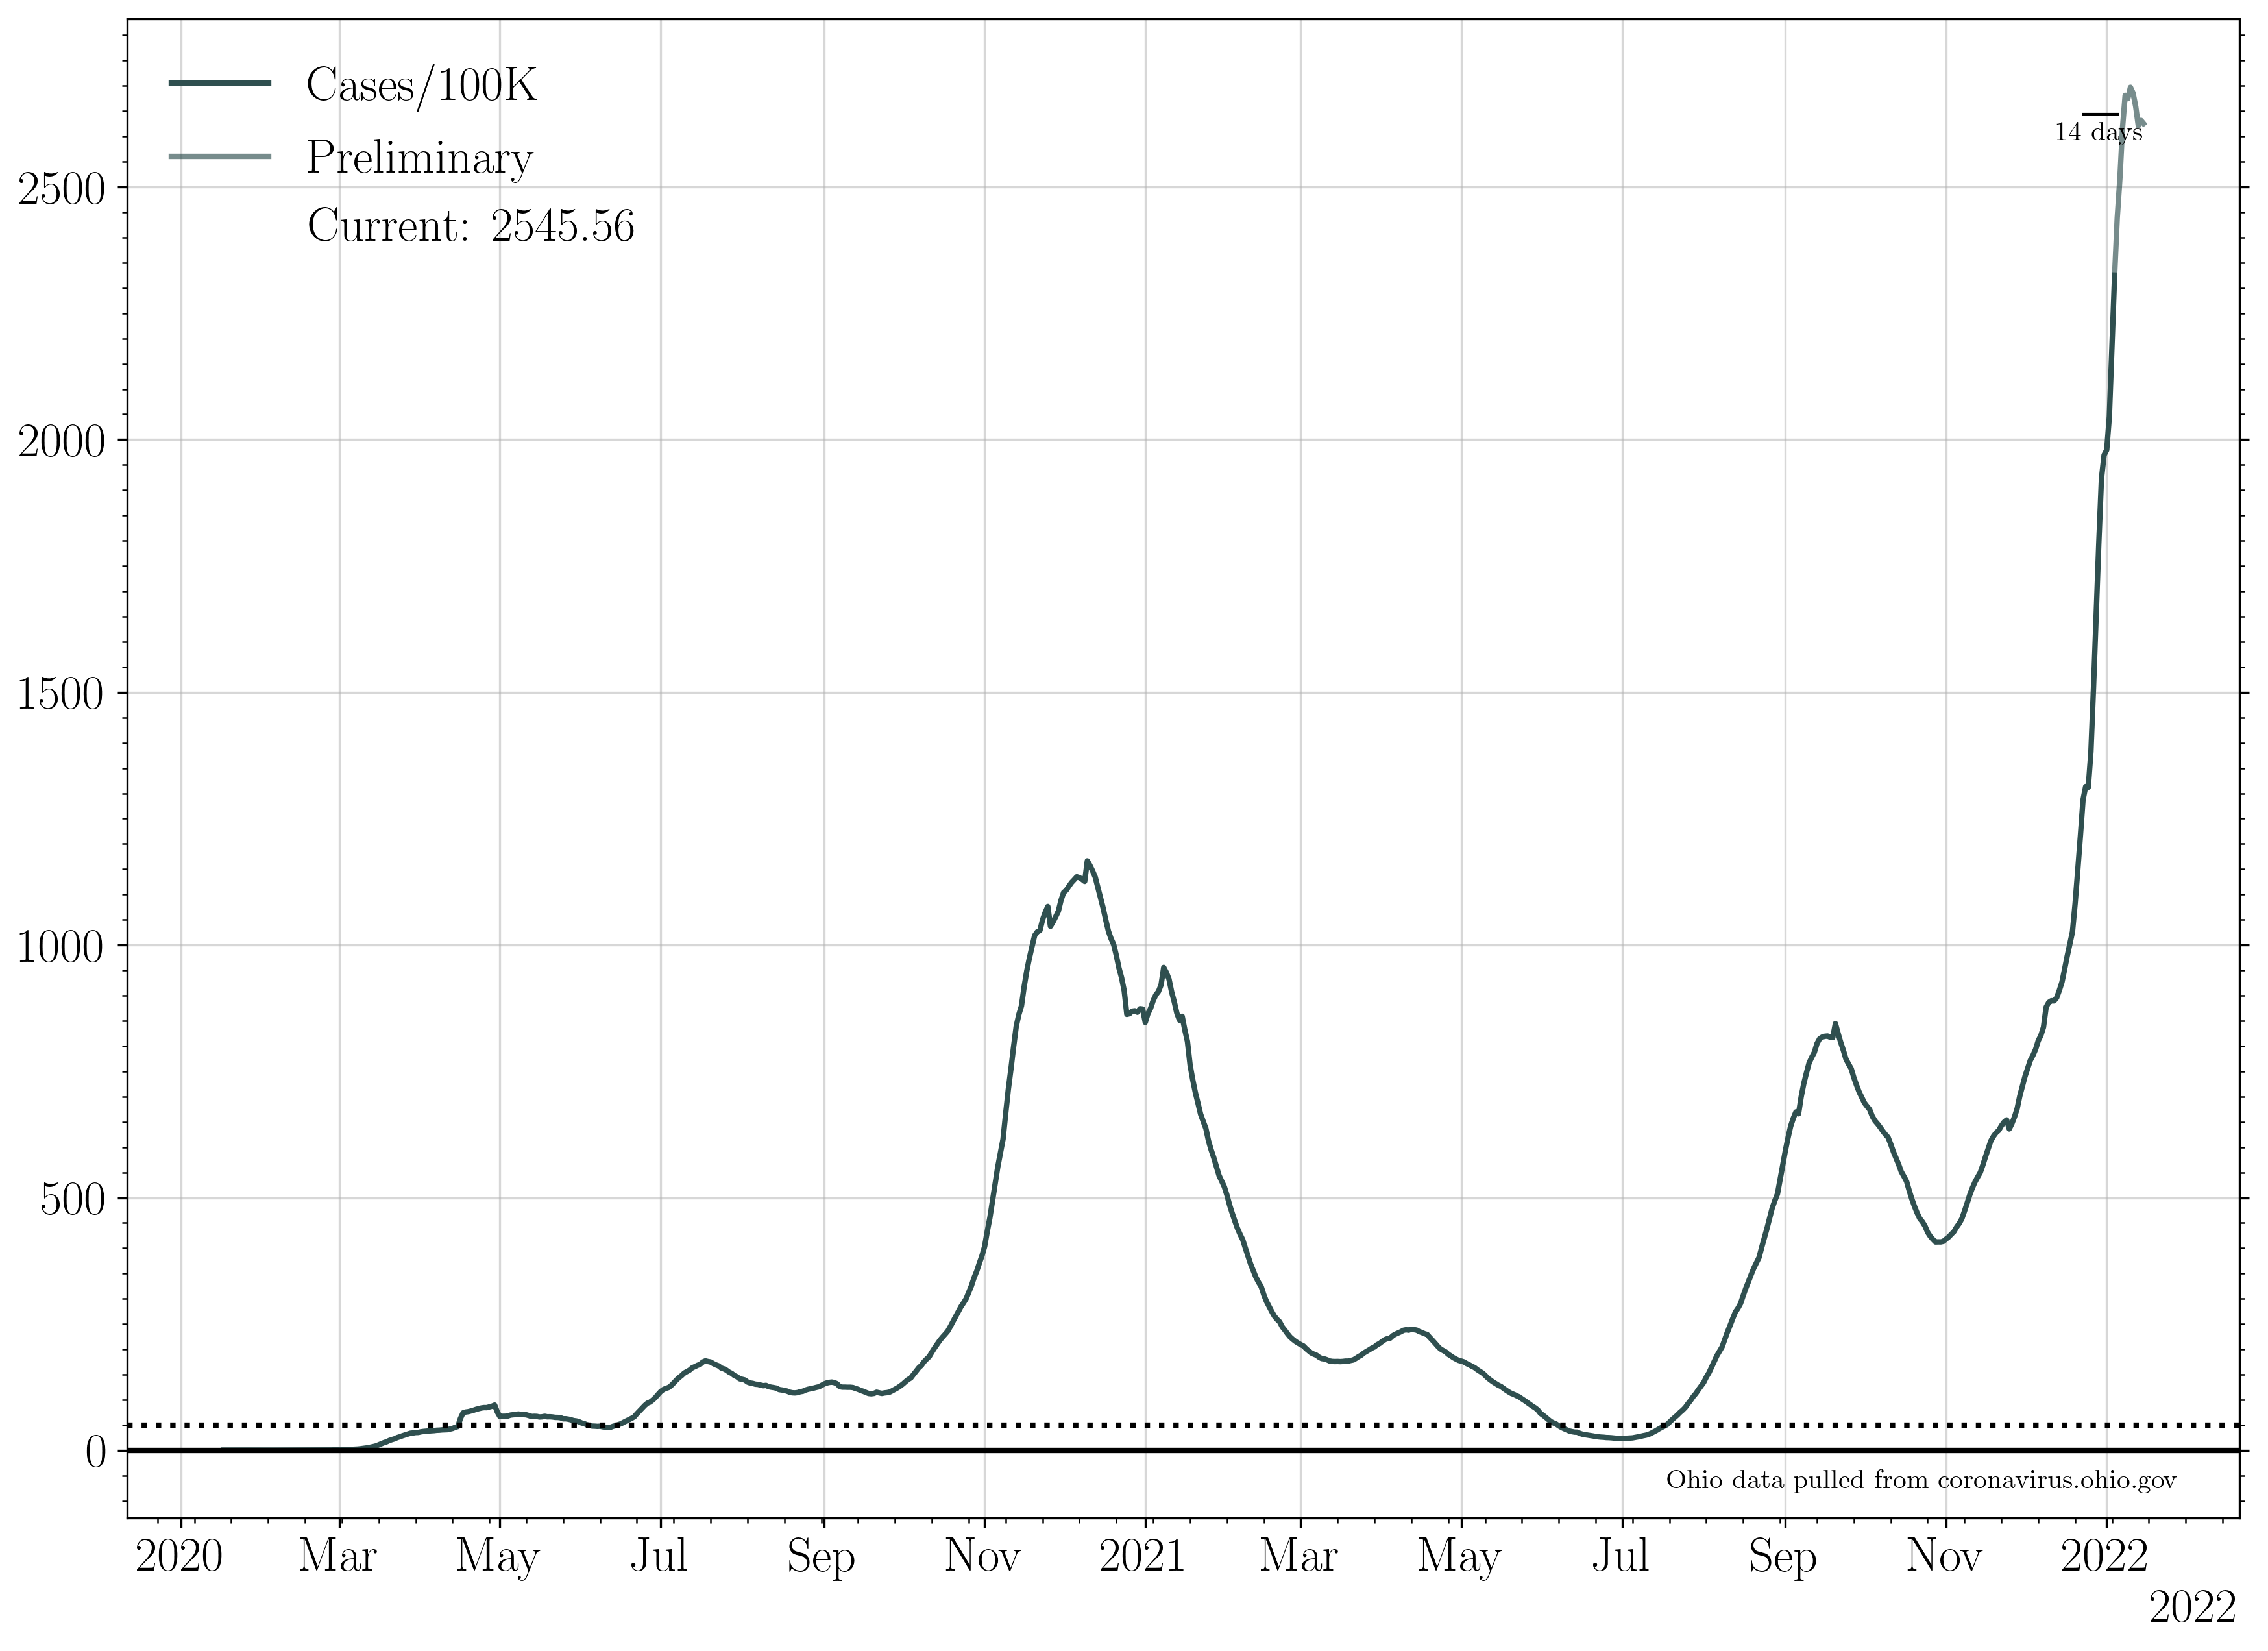 Cases/100K
Preliminary
Current: 2545.56
14 days
2500
2000
1500
1000
500
0
Ohio data pulled from coronavirus.ohio.gov
2020 Mar May Jul Sep Nov 2021 Mar May Jul Sep Nov 2022
2022